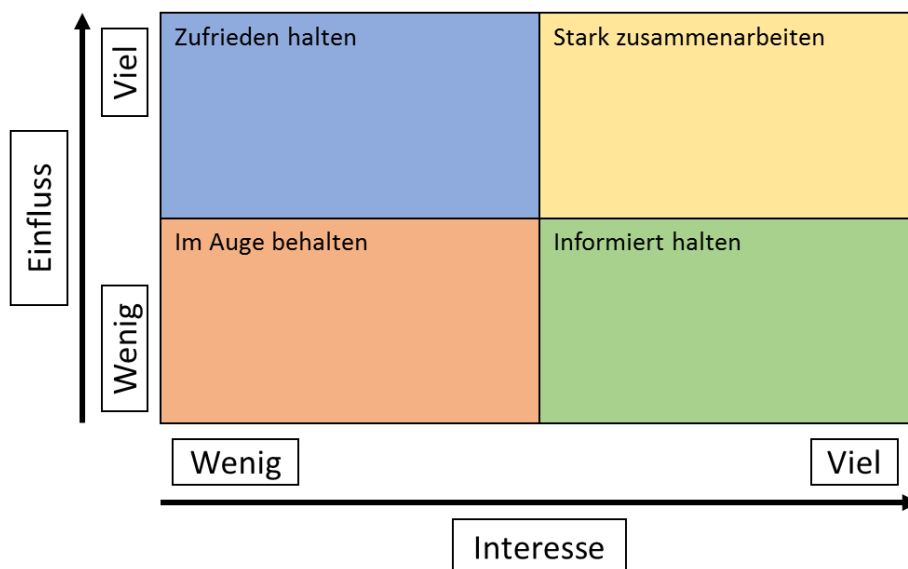 Viel
Zufrieden halten
Stark zusammenarbeiten
Einfluss
Im Auge behalten
Informiert halten
Wenig
Wenig
Viel
Interesse